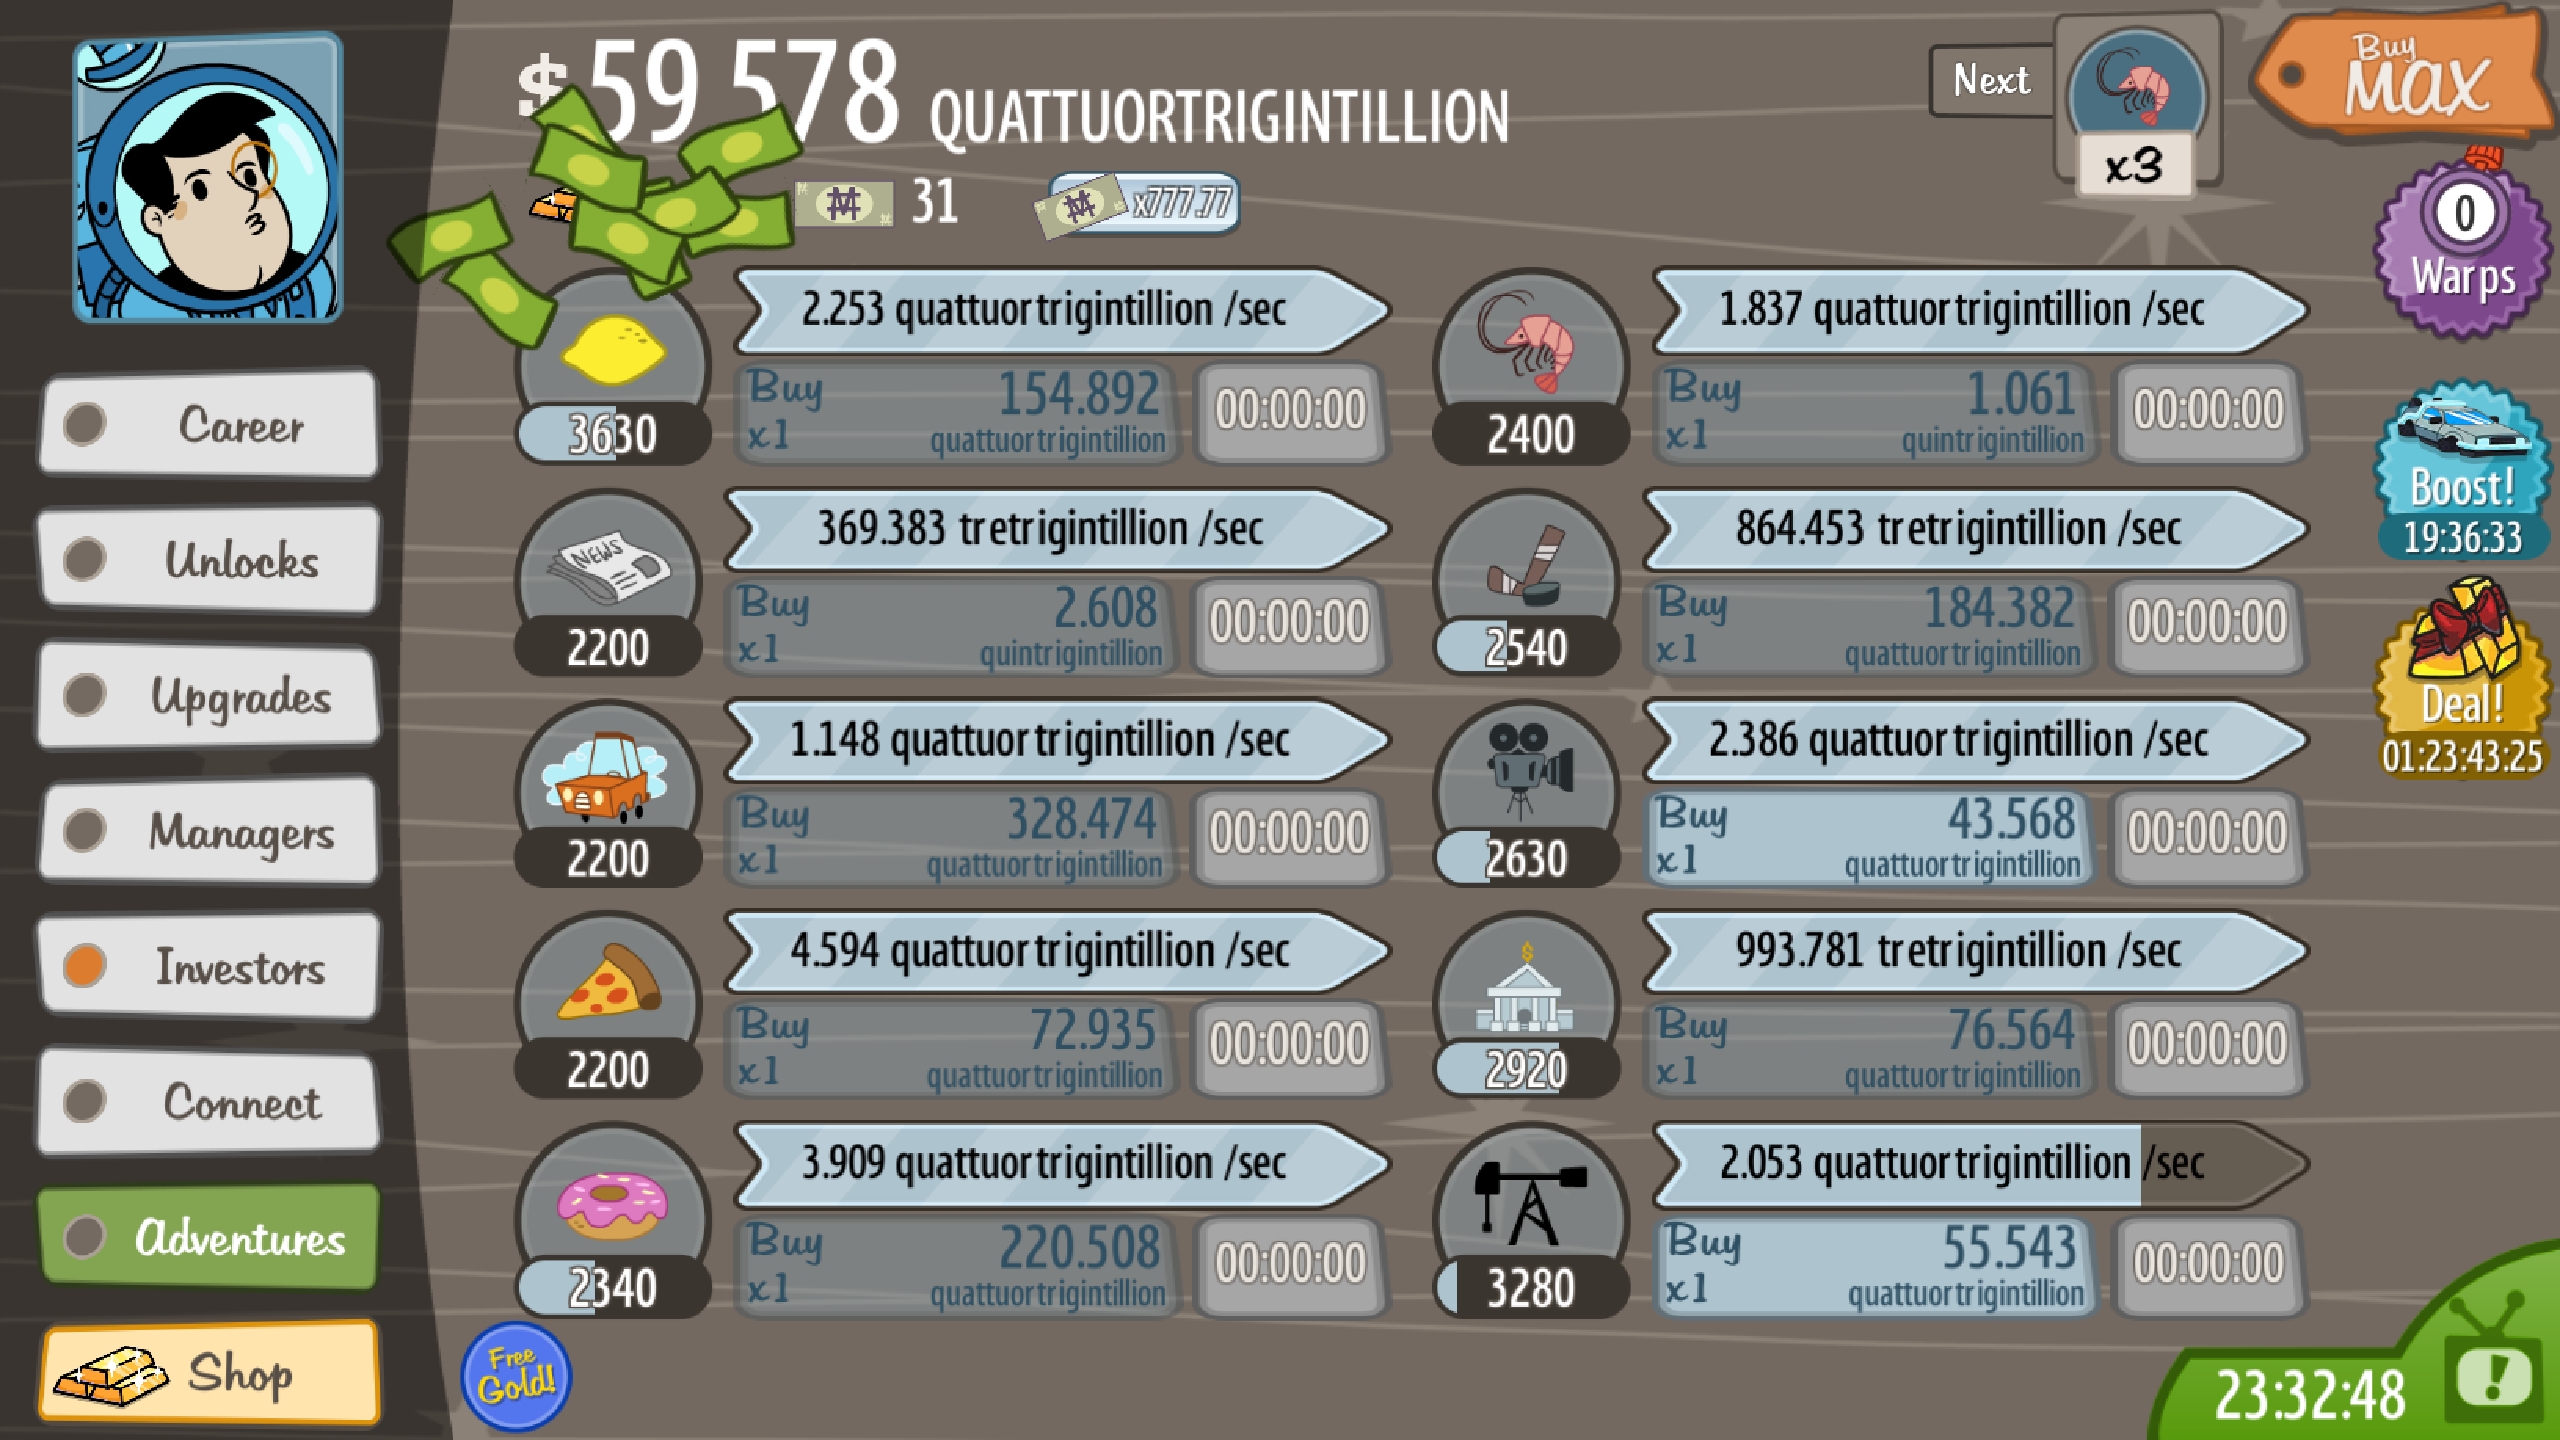 $59 578 QUATTUORTRIGINTILLION
31
x777.77
Next
x3
Buy
MAX
0
Warps
Boost!
19:36:33
Deal!
01:23:43:25
Career
Unlocks
Upgrades
Managers
Investors
Connect
Adventures
Shop
2.253 quattuortrigintillion /sec
3630
Buy
x1
154.892
quattuortrigintillion
00:00:00
1.837 quattuortrigintillion /sec
2400
Buy
x1
1.061
quintrigintillion
00:00:00
NEWS
369.383 tretrigintillion /sec
2200
Buy
x1
2.608
quintrigintillion
00:00:00
864.453 tretrigintillion /sec
2540
Buy
x1
184.382
quattuortrigintillion
00:00:00
1.148 quattuortrigintillion /sec
2200
Buy
x1
328.474
quattuortrigintillion
00:00:00
2.386 quattuortrigintillion /sec
2630
Buy
x1
43.568
quattuortrigintillion
00:00:00
4.594 quattuortrigintillion /sec
2200
Buy
x1
72.935
quattuortrigintillion
00:00:00
$
993.781 tretrigintillion /sec
2920
Buy
x1
76.564
quattuortrigintillion
00:00:00
3.909 quattuortrigintillion /sec
2340
Buy
x1
220.508
quattuortrigintillion
00:00:00
2.053 quattuortrigintillion /sec
3280
Buy
x1
55.543
quattuortrigintillion
00:00:00
Free
Gold!
23:32:48
!